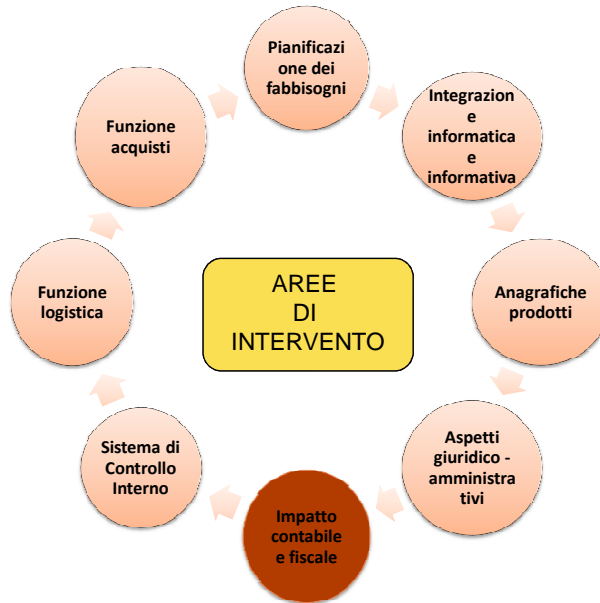 Pianificazi
one dei
fabbisogni
Integrazion
e
informatica
e
informativa
Anagrafiche
prodotti
Aspetti
giuridico -
amministra
tivi
Impatto
contabile
e fiscale
Sistema di
Controllo
Interno
Funzione
logistica
Funzione
acquisti
AREE
DI
INTERVENTO